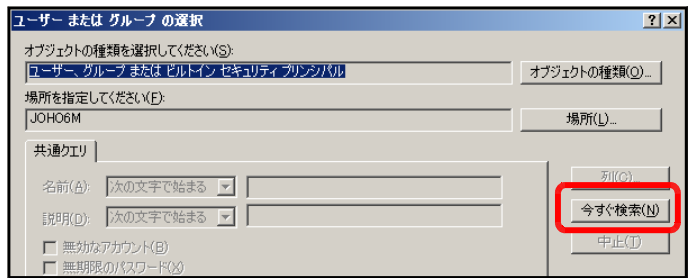 ユーザー または グループ の選択
オブジェクトの種類を選択してください(S):
ユーザー、グループ または ビルトイン セキュリティ プリンシパル
オブジェクトの種類(O)...
場所を指定してください(F):
JOHO6M
場所(L)...
共通クエリ
名前(A):
次の文字で始まる
列(C)...
説明(D):
次の文字で始まる
今すぐ検索(N)
無効なアカウント(B)
中止(T)
無期限のパスワード(X)